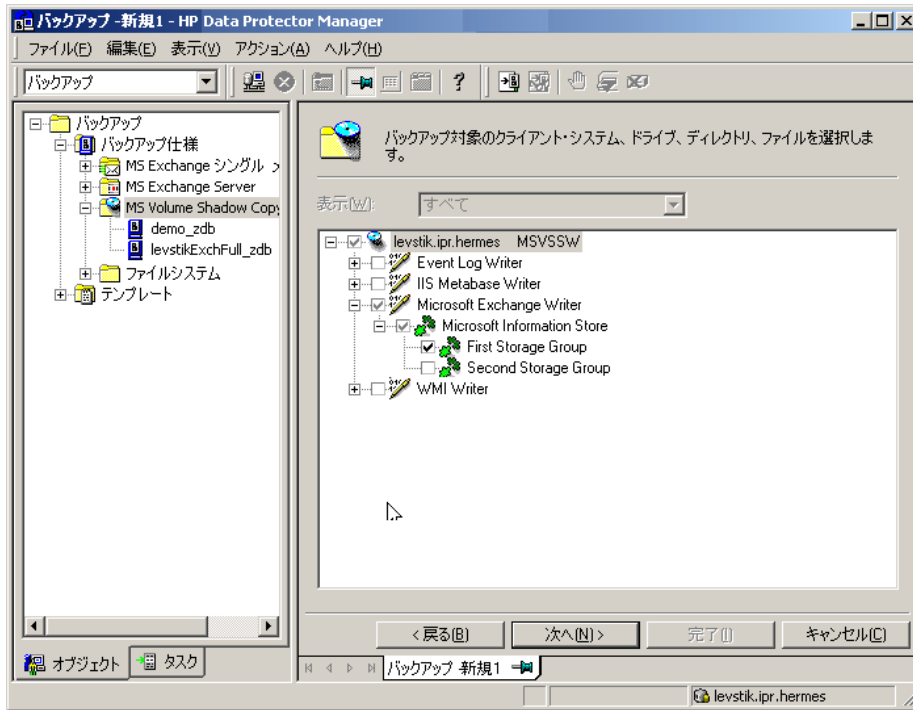 バックアップ -新規1 - HP Data Protector Manager
ファイル(F) 編集(E) 表示(V) アクション(A) ヘルプ(H)
バックアップ
バックアップ
バックアップ仕様
MS Exchange シングル
MS Exchange Server
MS Volume Shadow Copy
demo_zdb
levstikExchFull_zdb
ファイルシステム
テンプレート
オブジェクト タスク
バックアップ対象のクライアント・システム、ドライブ、ディレクトリ、ファイルを選択しま
す。
表示(W): すべて
levstik.ipr.hermes MSVSSW
Event Log Writer
IIS Metabase Writer
Microsoft Exchange Writer
Microsoft Information Store
First Storage Group
Second Storage Group
WMI Writer
<戻る(B) 次へ(N)> 完了(I) キャンセル(C)
バックアップ 新規1
levstik.ipr.hermes